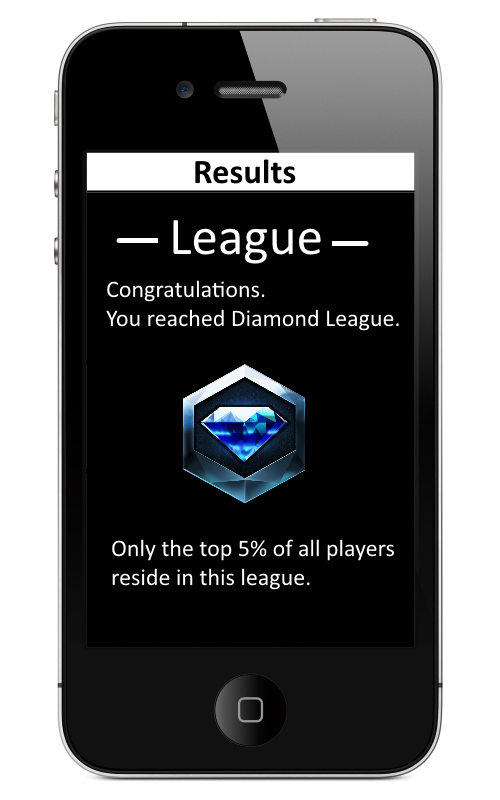 Results
— League —
Congratulations.
You reached Diamond League.
Only the top 5% of all players
reside in this league.